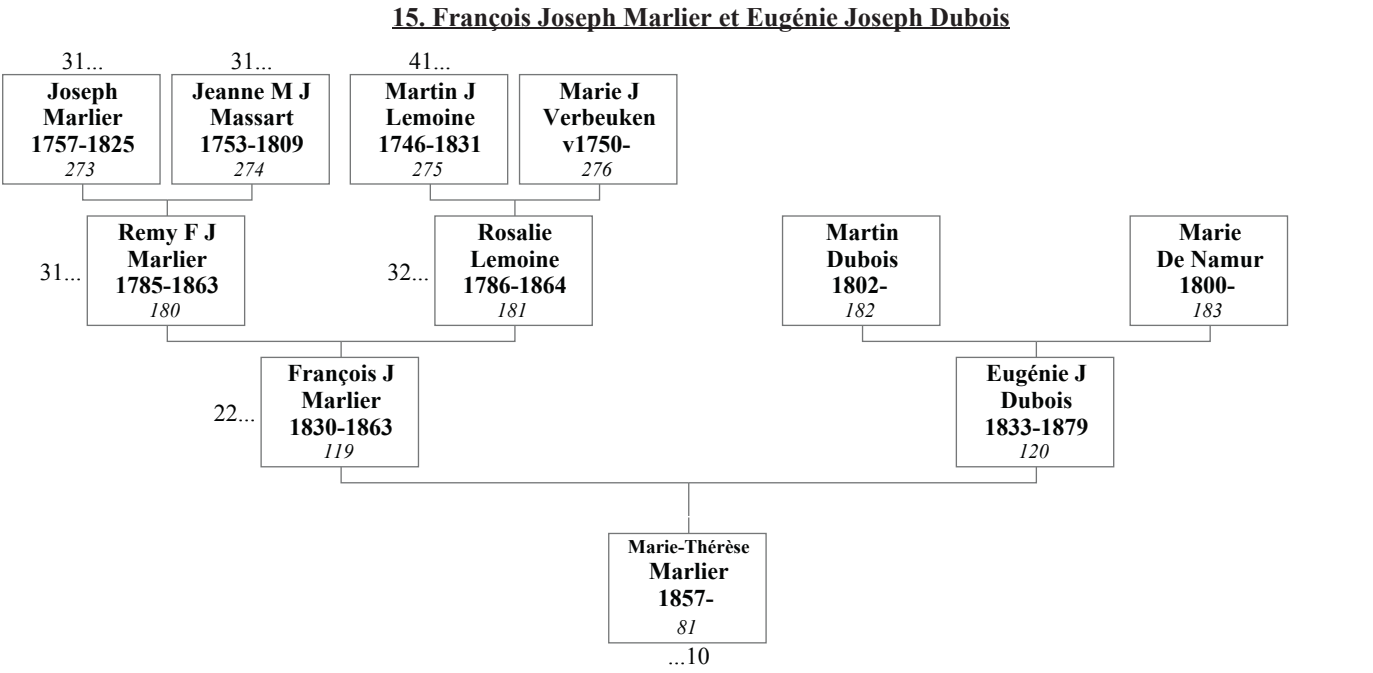 15. François Joseph Marlier et Eugénie Joseph Dubois
31...
31...
41...
Joseph
Marlier
1757-1825
273
Jeanne M J
Massart
1753-1809
274
Martin J
Lemoine
1746-1831
275
Marie J
Verbeuken
v1750-
276
31...
Remy F J
Marlier
1785-1863
180
32...
Rosalie
Lemoine
1786-1864
181
Martin
Dubois
1802-
182
Marie
De Namur
1800-
183
22...
François J
Marlier
1830-1863
119
Eugénie J
Dubois
1833-1879
120
Marie-Thérèse
Marlier
1857-
81
...10